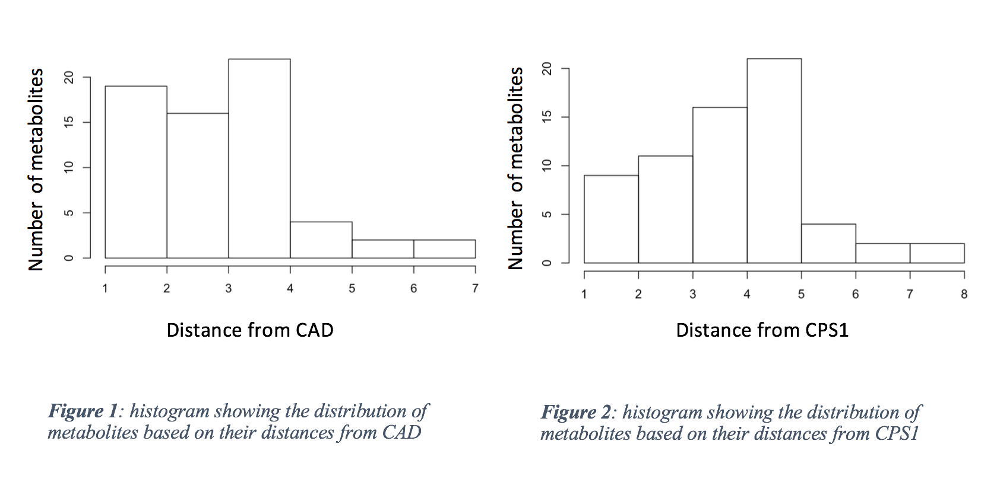 Number of metabolites
20
15
10
5
0
1 2 3 4 5 6 7
Distance from CAD
Figure 1: histogram showing the distribution of
metabolites based on their distances from CAD
Number of metabolites
20
15
10
5
0
1 2 3 4 5 6 7 8
Distance from CPS1
Figure 2: histogram showing the distribution of
metabolites based on their distances from CPS1